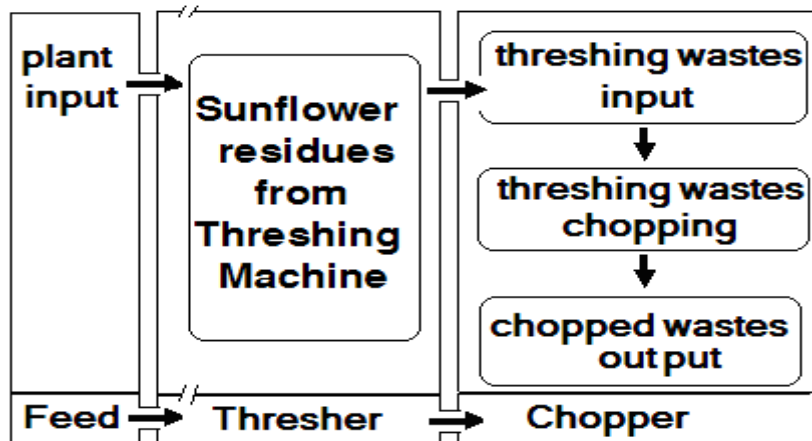 plant
input
Sunflower
residues
from
Threshing
Machine
threshing wastes
input
threshing wastes
chopping
chopped wastes
out put
Feed
Thresher
Chopper